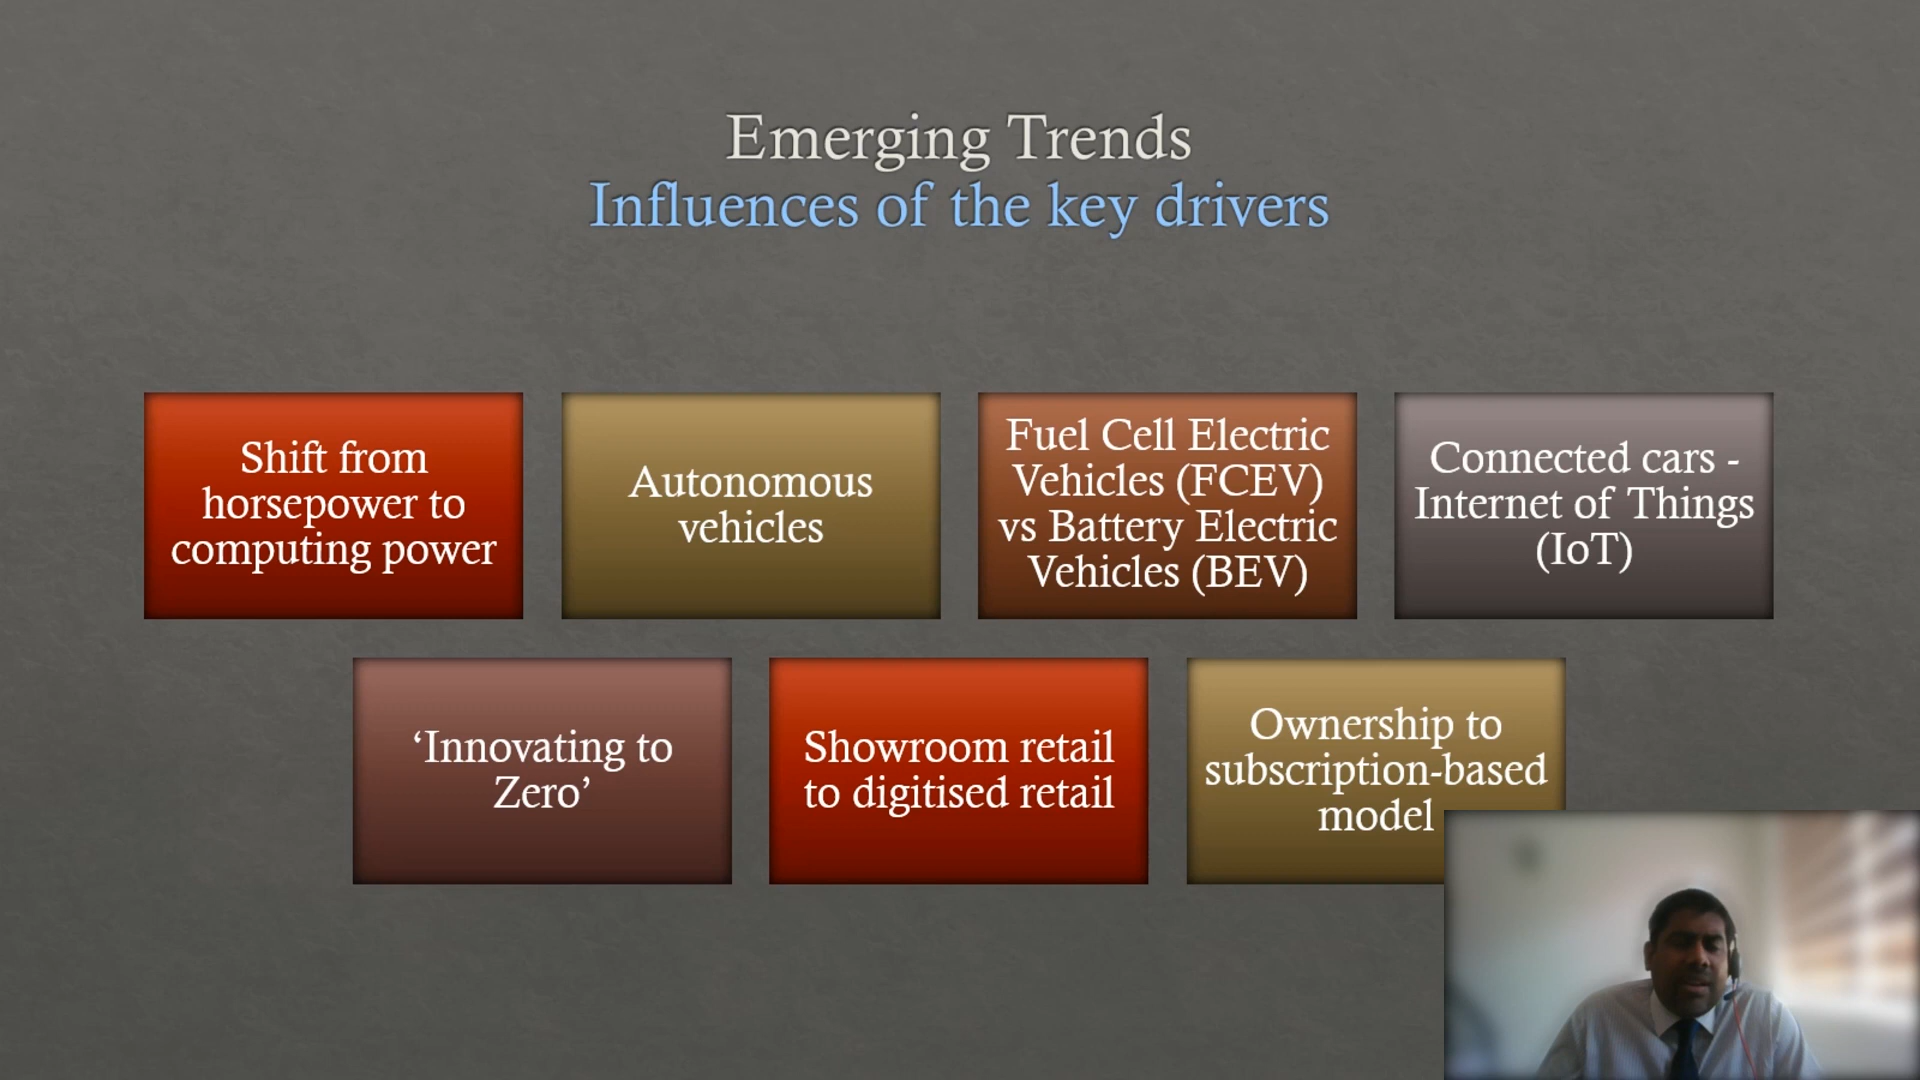 Emerging Trends
Influences of the key drivers
Shift from
horsepower to
computing power
Autonomous
vehicles
Fuel Cell Electric
Vehicles (FCEV)
vs Battery Electric
Vehicles (BEV)
Connected cars -
Internet of Things
(IoT)
‘Innovating to
Zero’
Showroom retail
to digitised retail
Ownership to
subscription-based
model